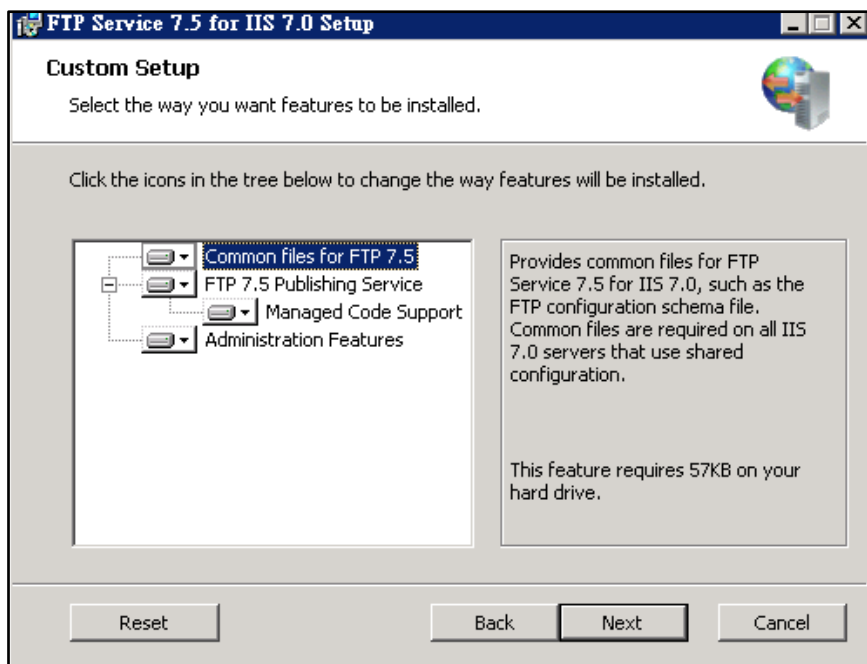 FTP Service 7.5 for IIS 7.0 Setup
Custom Setup
Select the way you want features to be installed.
Click the icons in the tree below to change the way features will be installed.
Common files for FTP 7.5
FTP 7.5 Publishing Service
Managed Code Support
Administration Features
Provides common files for FTP
Service 7.5 for IIS 7.0, such as the
FTP configuration schema file.
Common files are required on all IIS
7.0 servers that use shared
configuration.
This feature requires 57KB on your
hard drive.
Reset
Back
Next
Cancel